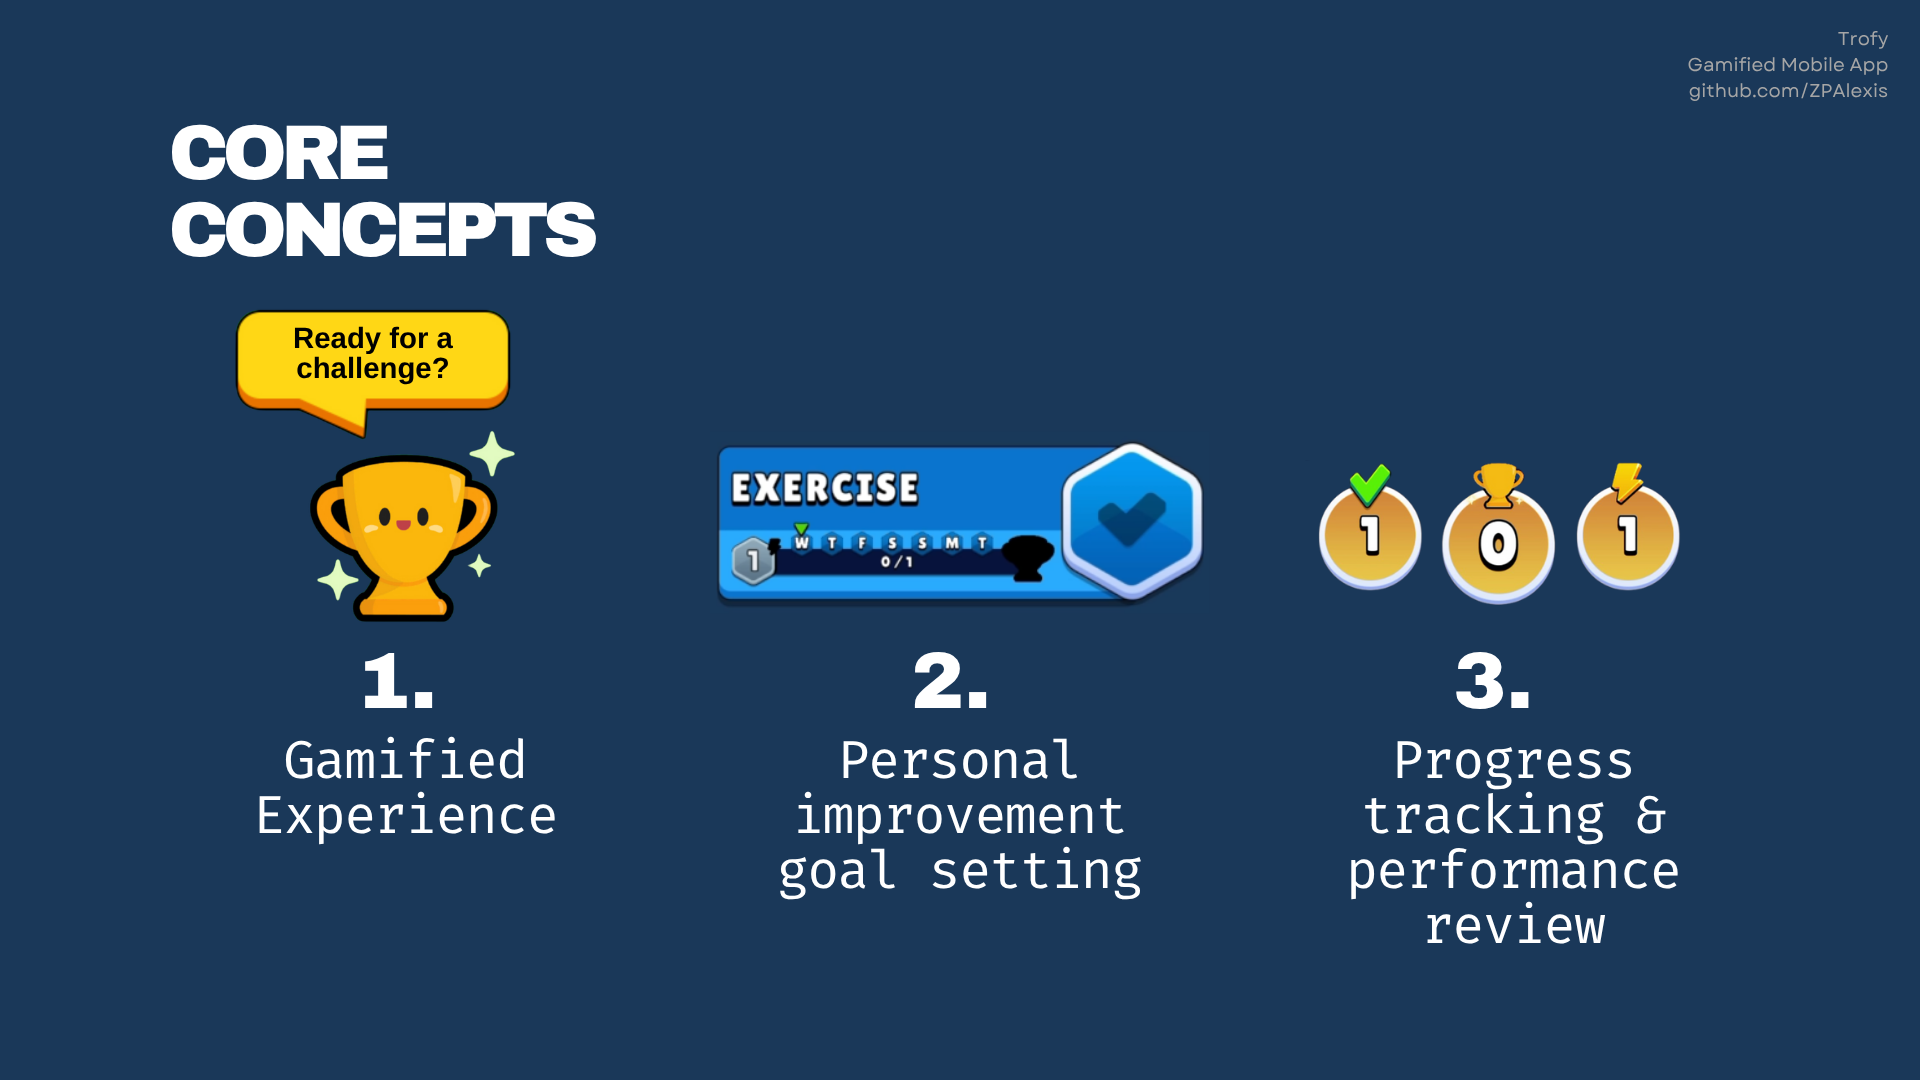 Trofy
Gamified Mobile App
github.com/ZPAlexis
CORE
CONCEPTS
Ready for a
challenge?
EXERCISE
W T F S S M T
1
0/1
1
0
1
1.
Gamified
Experience
2.
Personal
improvement
goal setting
3.
Progress
tracking &
performance
review